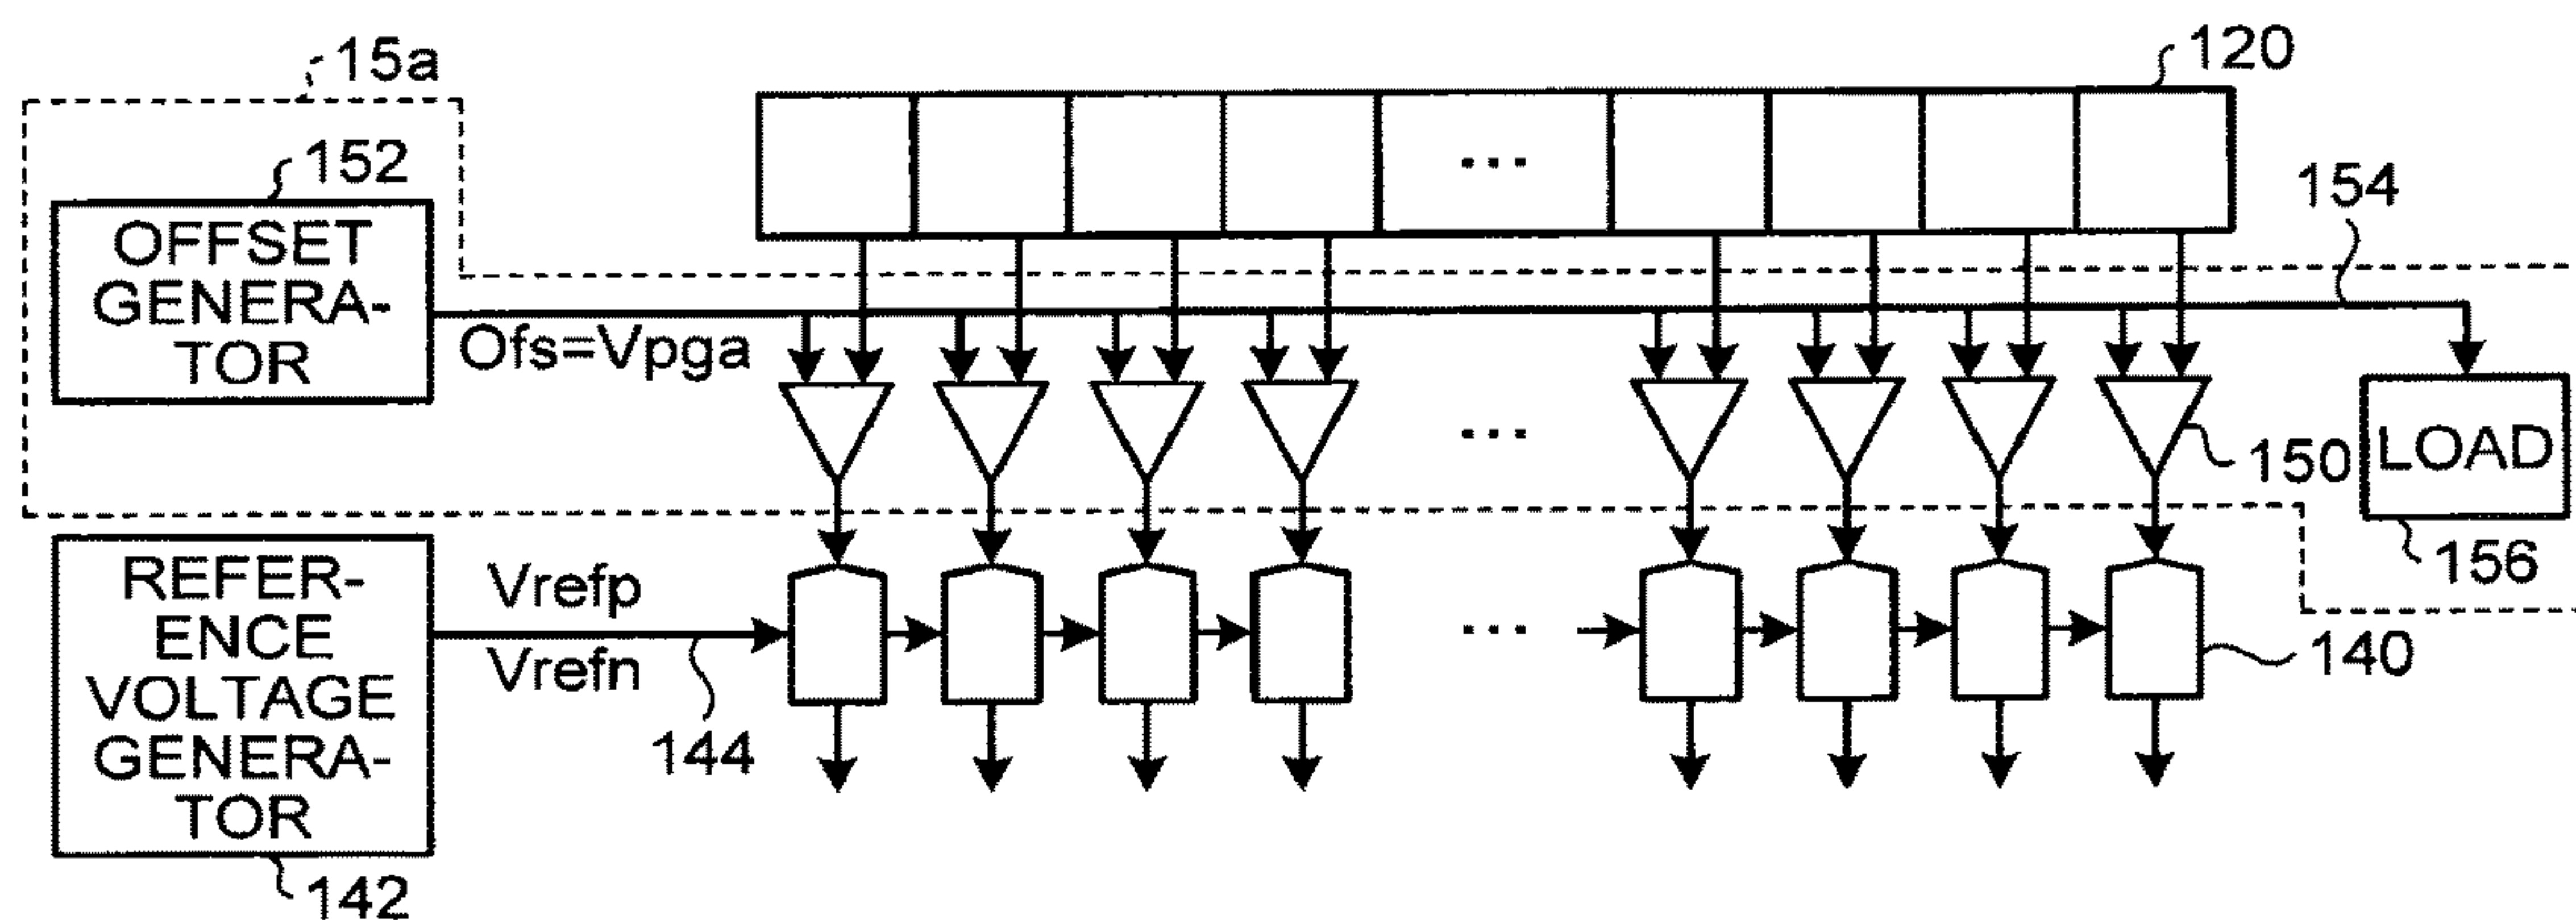 15a
120
152
154
OFFSET
GENERA-
TOR
Ofs=Vpga
...
...
150
LOAD
156
REFER-
ENCE
VOLTAGE
GENERA-
TOR
Vrefp
Vrefn
144
...
140
142